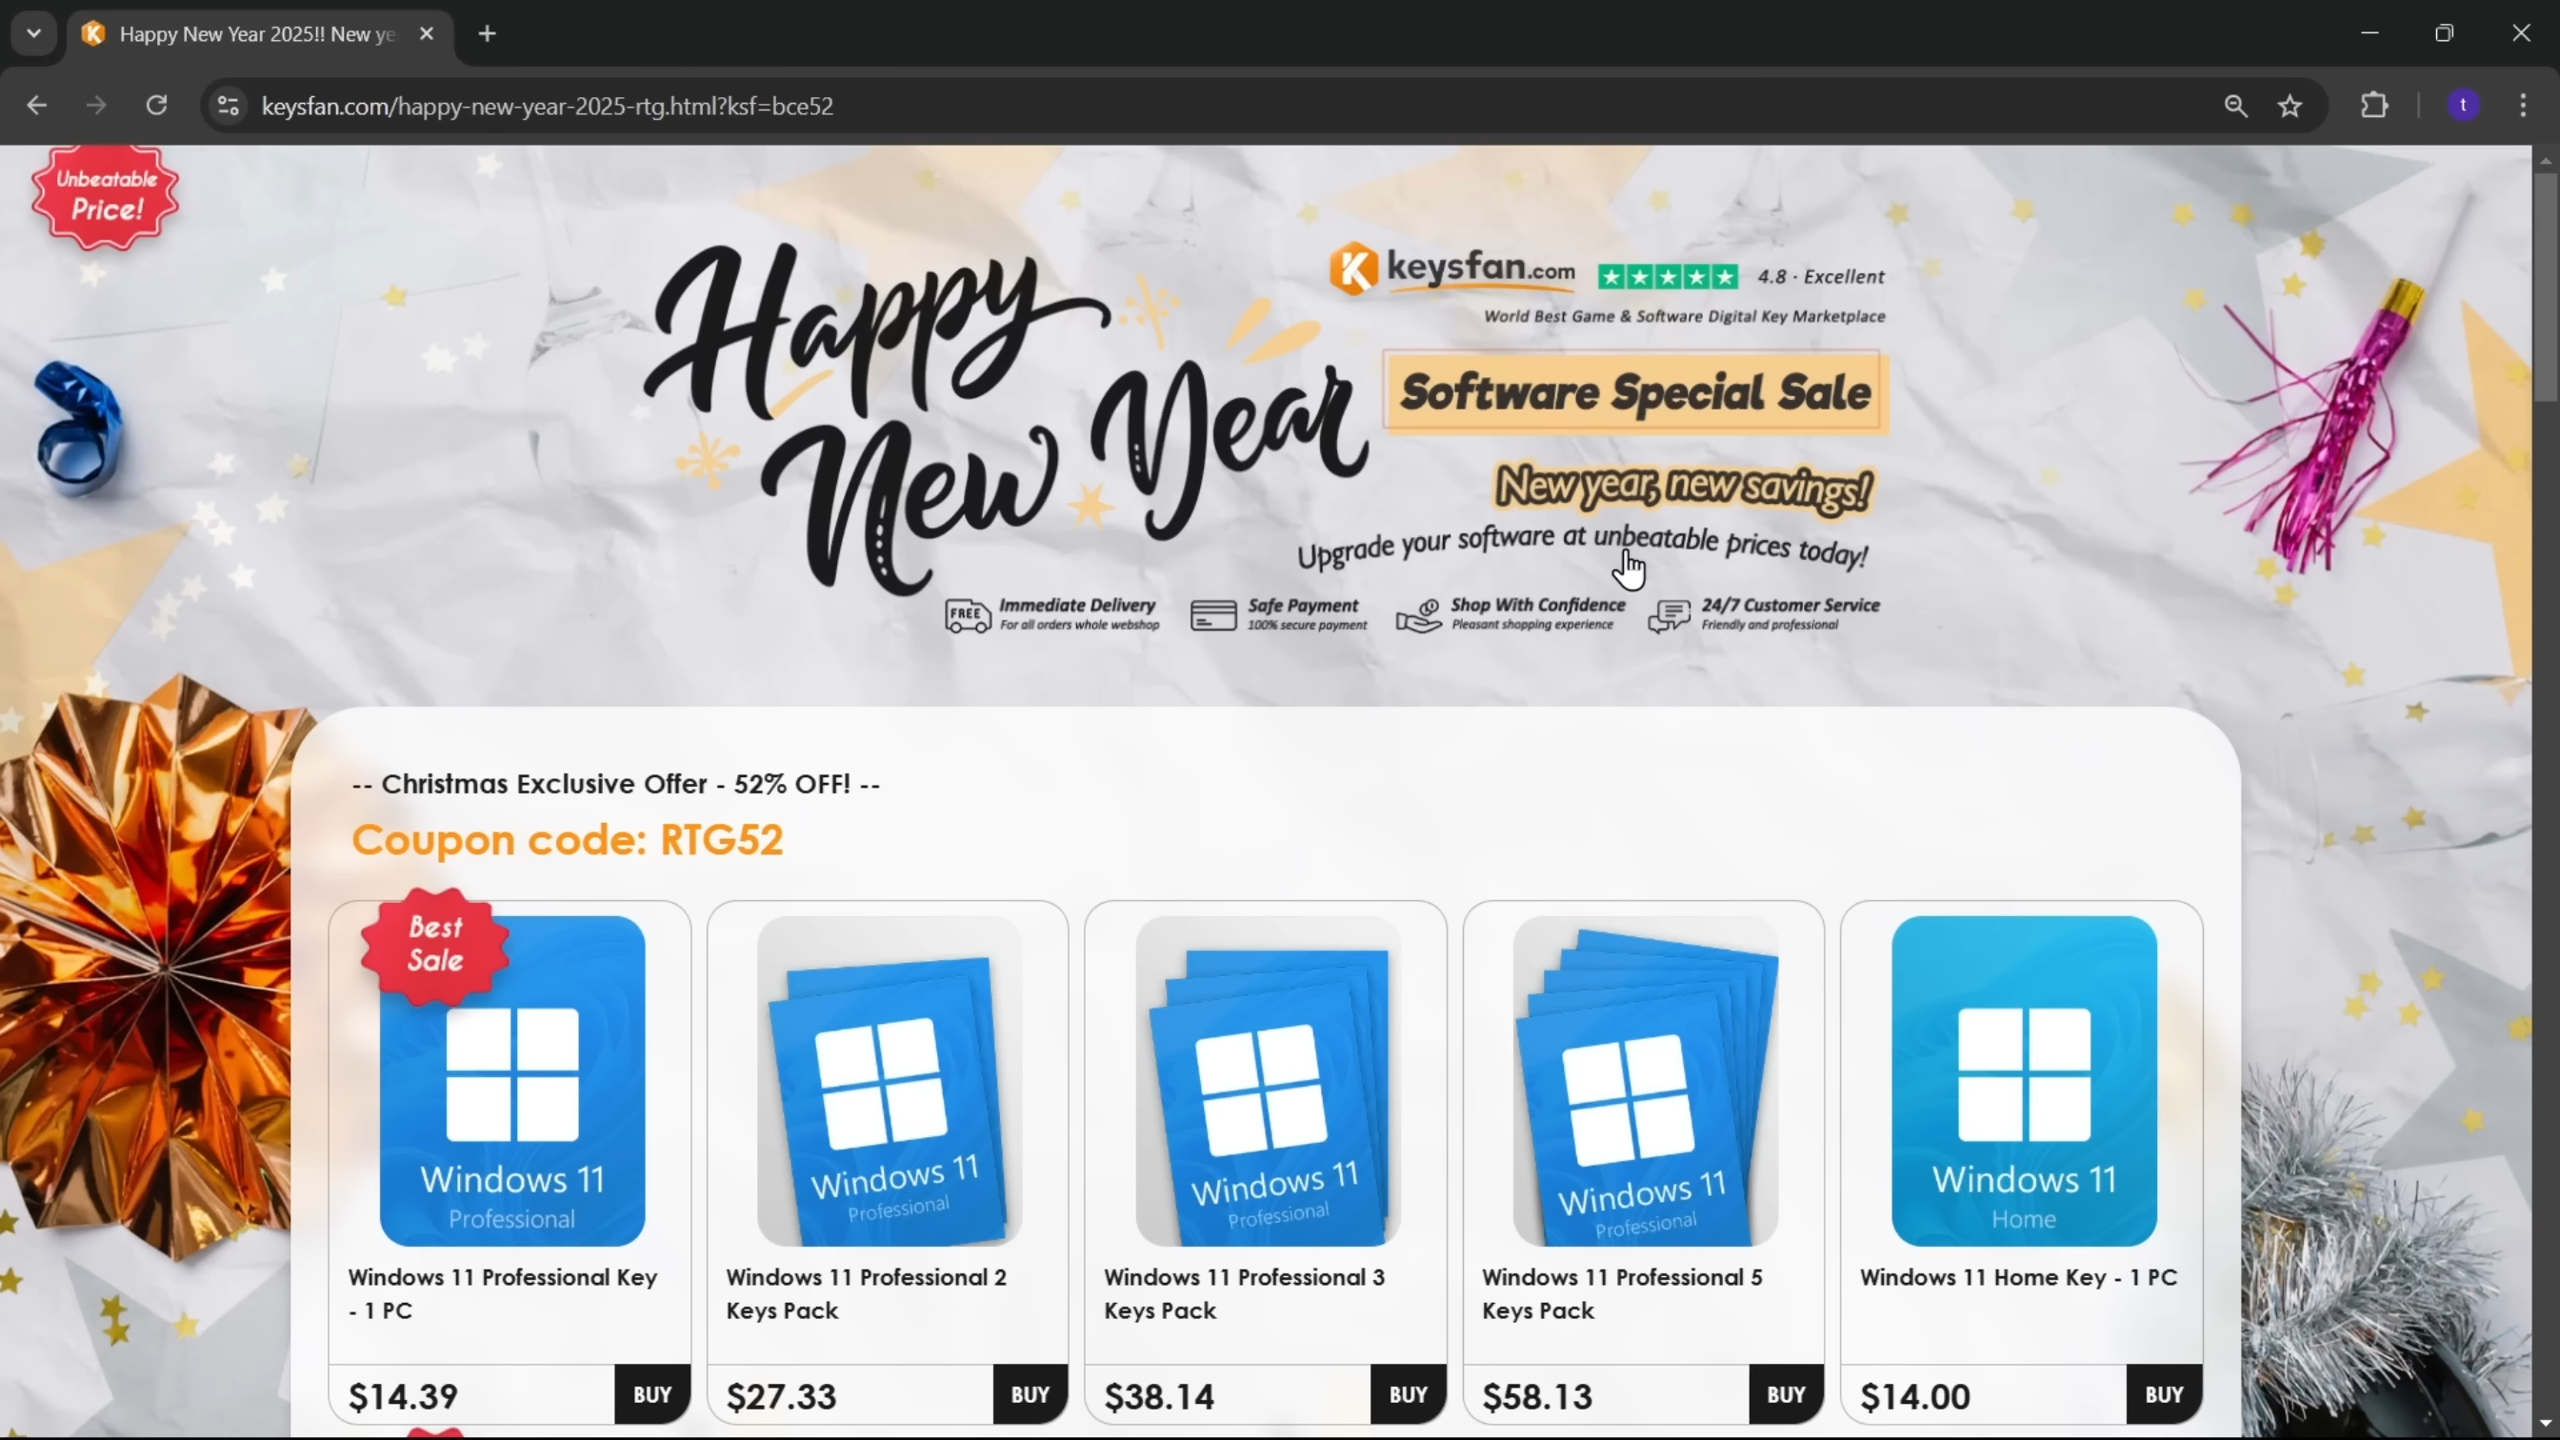 Happy New Year 2025!! New ye
keysfan.com/happy-new-year-2025-rtg.html?ksf=bce52
t
Unbeatable
Price!
Happy
New Year
keysfan.com
4.8 · Excellent
World Best Game & Software Digital Key Marketplace
Software Special Sale
New year, new savings!
Upgrade your software at unbeatable prices today!
FREE
Immediate Delivery
For all orders whole webshop
Safe Payment
100% secure payment
Shop With Confidence
Pleasant shopping experience
24/7 Customer Service
Friendly and professional
-- Christmas Exclusive Offer - 52% OFF! --
Coupon code: RTG52
Best
Sale
Windows 11
Professional
Windows 11 Professional Key
- 1 PC
$14.39
BUY
Windows 11
Professional
Windows 11 Professional 2
Keys Pack
$27.33
BUY
Windows 11
Professional
Windows 11 Professional 3
Keys Pack
$38.14
BUY
Windows 11
Professional
Windows 11 Professional 5
Keys Pack
$58.13
BUY
Windows 11
Home
Windows 11 Home Key - 1 PC
$14.00
BUY